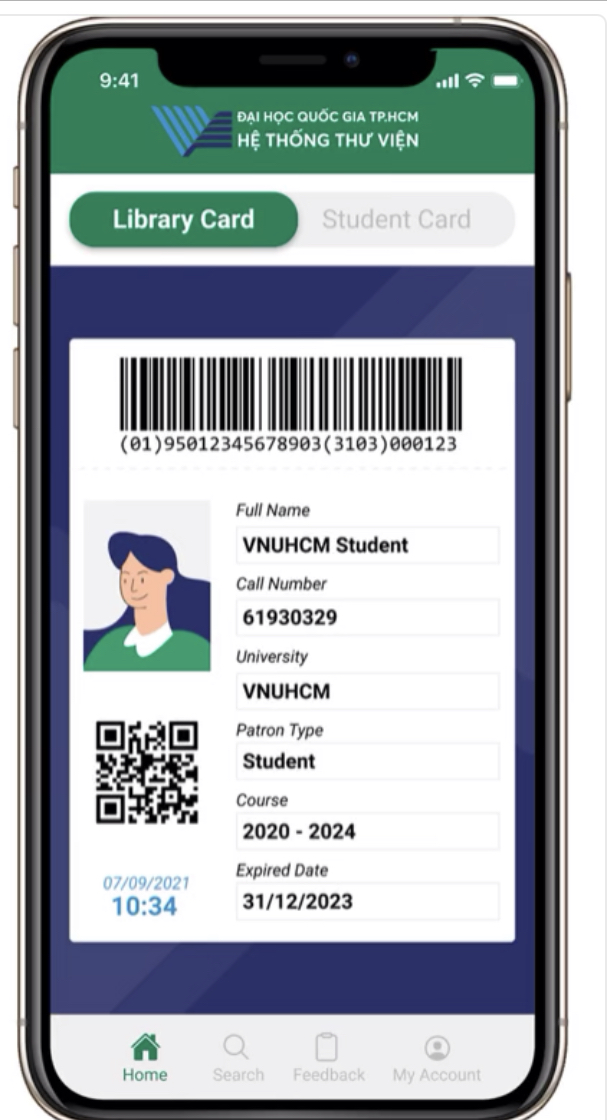 9:41
ĐẠI HỌC QUỐC GIA TP.HCM
HỆ THỐNG THƯ VIỆN
Library Card
Student Card
(01)95012345678903(3103)000123
Full Name
VNUHCM Student
Call Number
61930329
University
VNUHCM
Patron Type
Student
Course
2020 - 2024
Expired Date
31/12/2023
07/09/2021
10:34
Home
Search
Feedback
My Account